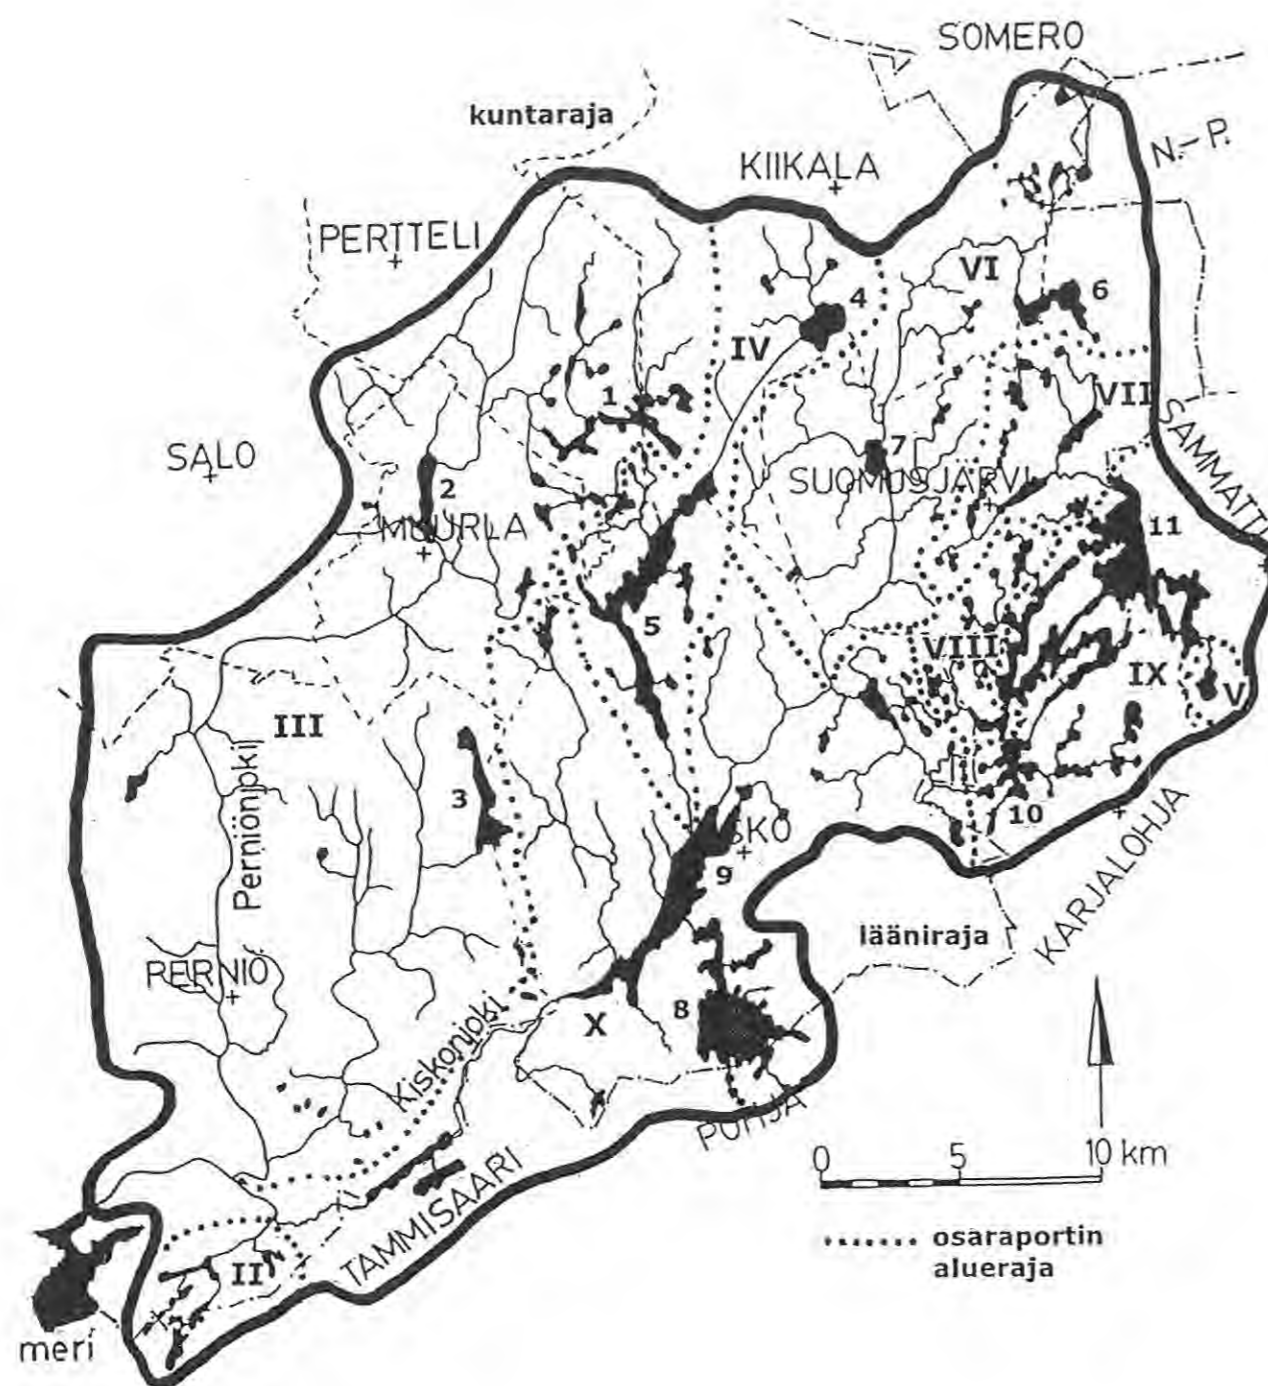 SOMERO
kuntaraja
N.-P.
KIIKALA
PERTTELI
VI
4
6
IV
VII
1
SALO
2
7
SUOMUSJÄRVI
SAMMATTI
MUURLA
11
5
VIII
IX
V
III
3
Perniönjoki
10
SKO
9
KARJALOHJA
lääniraja
PERNIÖ
8
X
Kiskonjoki
POHJA
0 5 10 km
TAMMISAARI
osaraportin
alueraja
II
meri